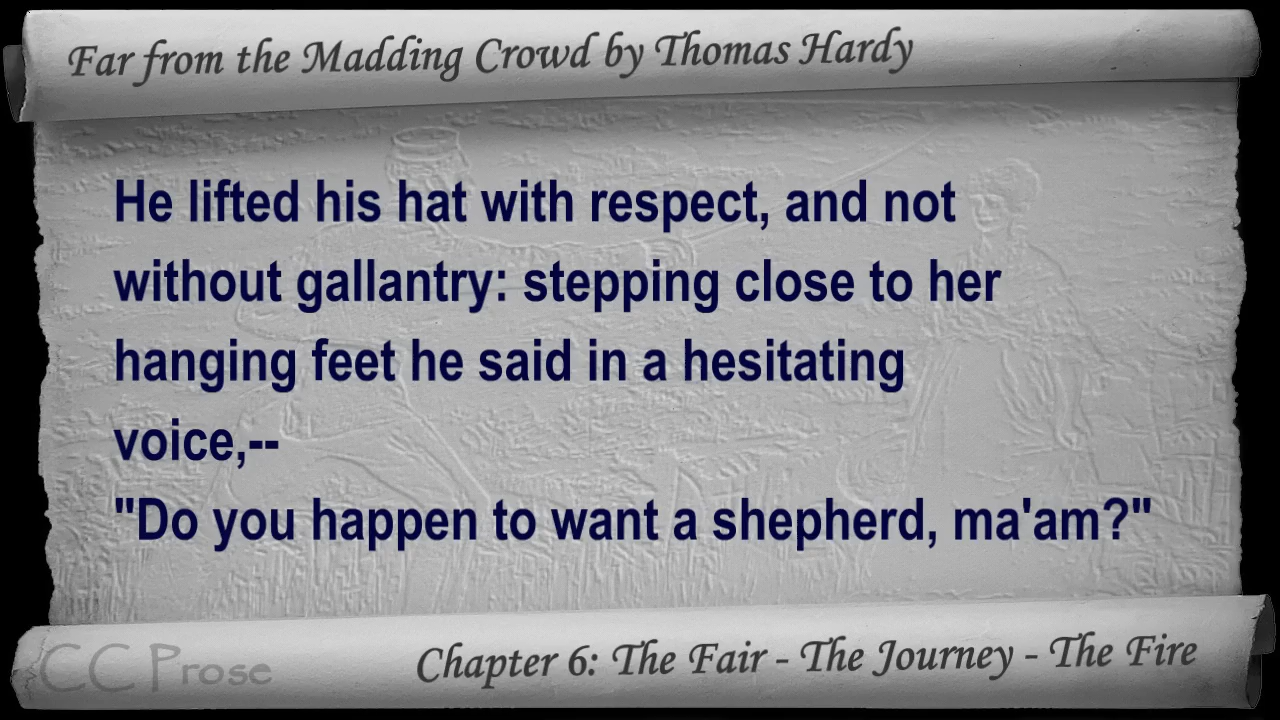 Far from the Madding Crowd by Thomas Hardy
He lifted his hat with respect, and not
without gallantry: stepping close to her
hanging feet he said in a hesitating
voice,--
"Do you happen to want a shepherd, ma'am?"
CC Prose
Chapter 6: The Fair - The Journey - The Fire